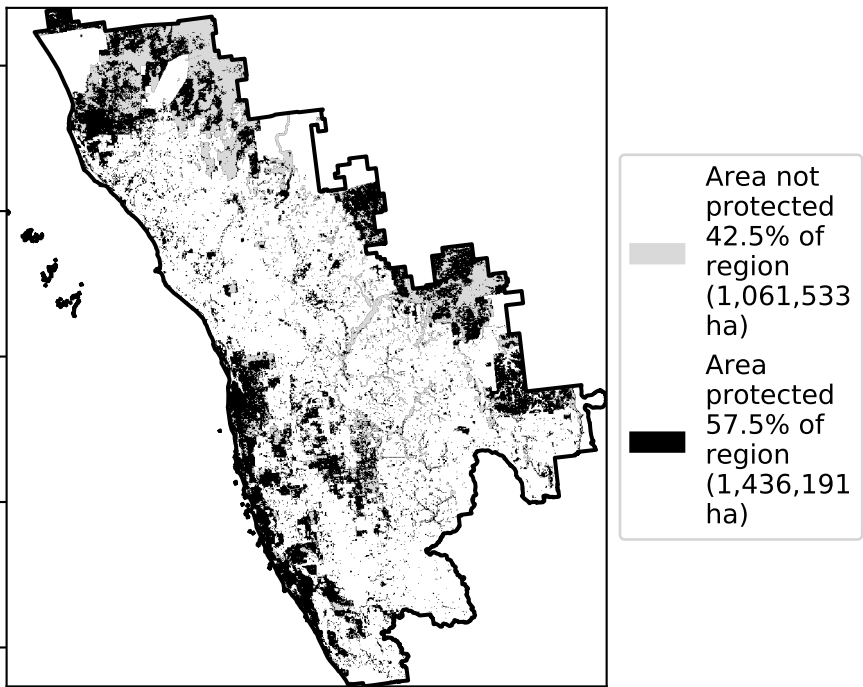 Area not
protected
42.5% of
region
(1,061,533
ha)
Area
protected
57.5% of
region
(1,436,191
ha)